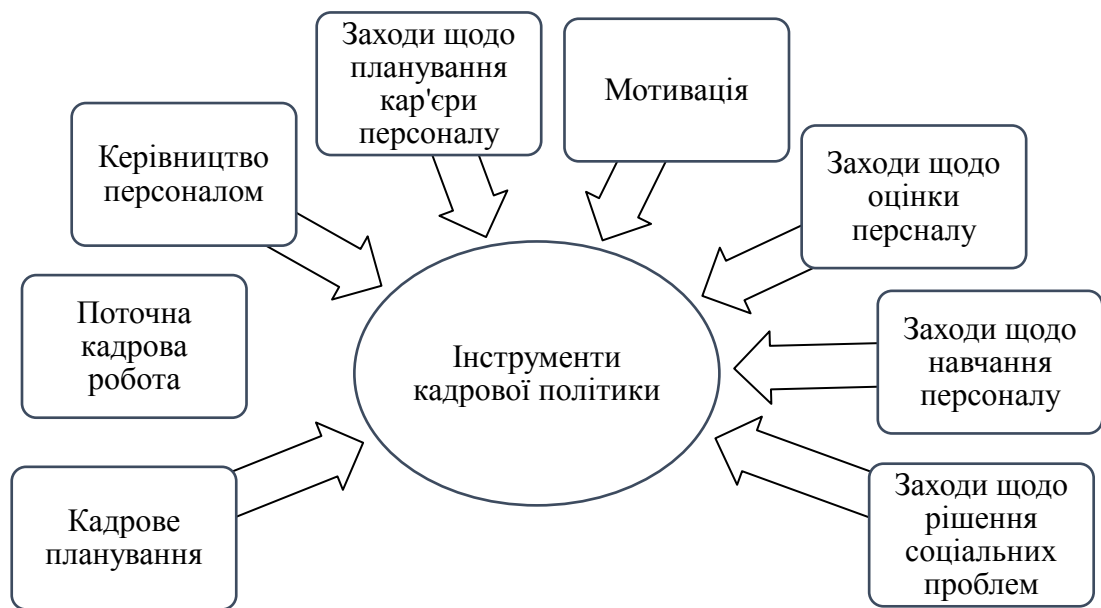 Заходи щодо
планування
кар'єри
персоналу
Мотивація
Керівництво
персоналом
Заходи щодо
оцінки
персналу
Поточна
кадрова
робота
Інструменти
кадрової політики
Заходи щодо
навчання
персоналу
Кадрове
планування
Заходи щодо
рішення
соціальних
проблем